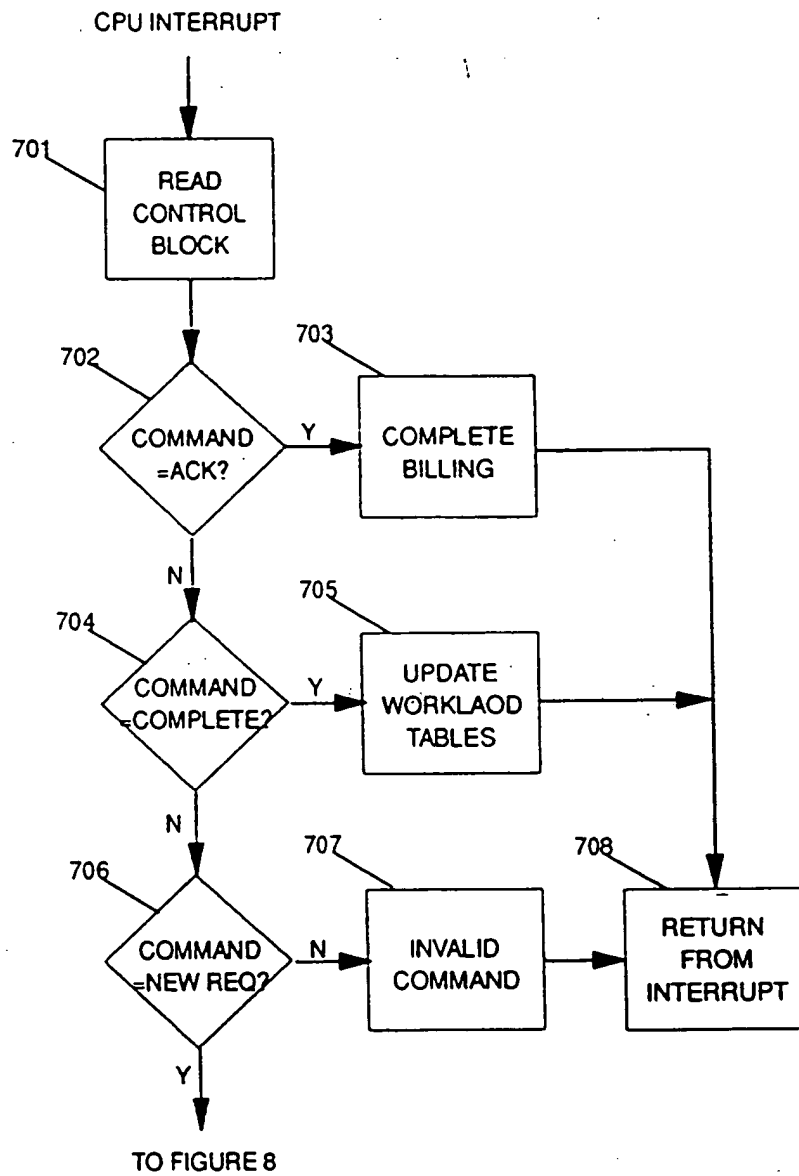 CPU INTERRUPT
701
READ
CONTROL
BLOCK
702
COMMAND
=ACK?
Y
703
COMPLETE
BILLING
N
704
COMMAND
=COMPLETE?
Y
705
UPDATE
WORKLAOD
TABLES
N
706
COMMAND
=NEW REQ?
N
707
INVALID
COMMAND
708
RETURN
FROM
INTERRUPT
Y
TO FIGURE 8